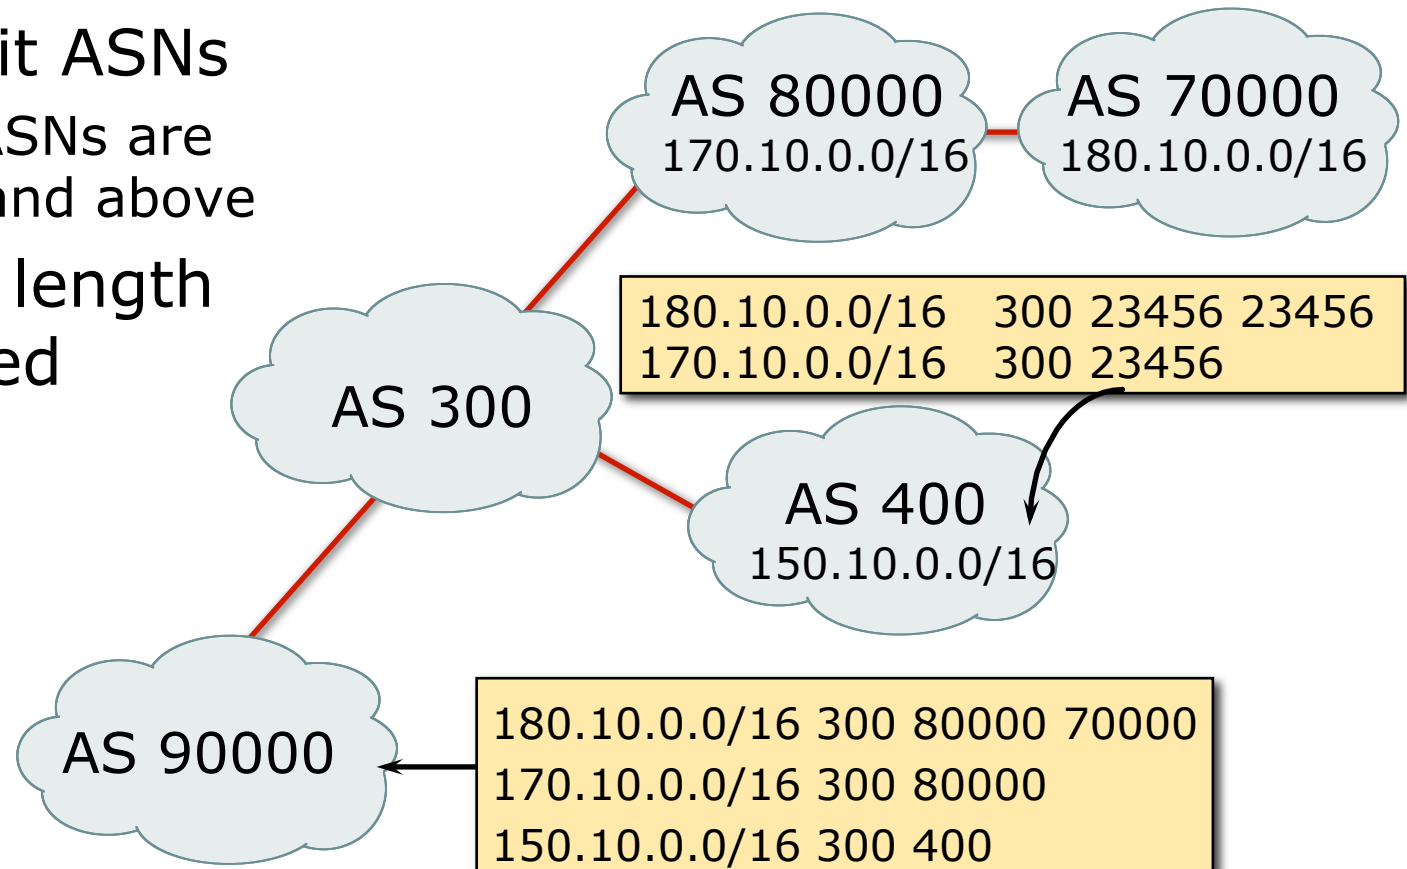 it ASNs
ASNs are
and above
length
ed
AS 80000
170.10.0.0/16
AS 70000
180.10.0.0/16
180.10.0.0/16 300 23456 23456
170.10.0.0/16 300 23456
AS 300
AS 400
150.10.0.0/16
AS 90000
180.10.0.0/16 300 80000 70000
170.10.0.0/16 300 80000
150.10.0.0/16 300 400